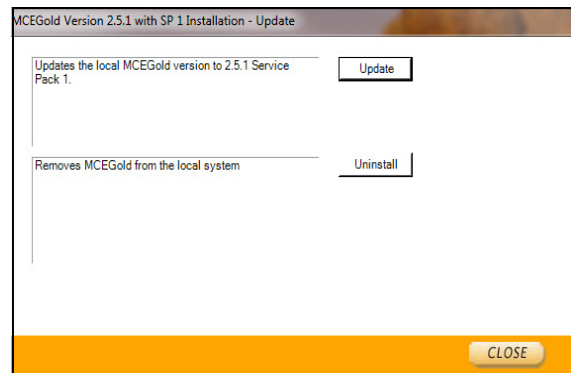 MCEGold Version 2.5.1 with SP 1 Installation - Update
Updates the local MCEGold version to 2.5.1 Service
Pack 1.
Update
Removes MCEGold from the local system
Uninstall
CLOSE